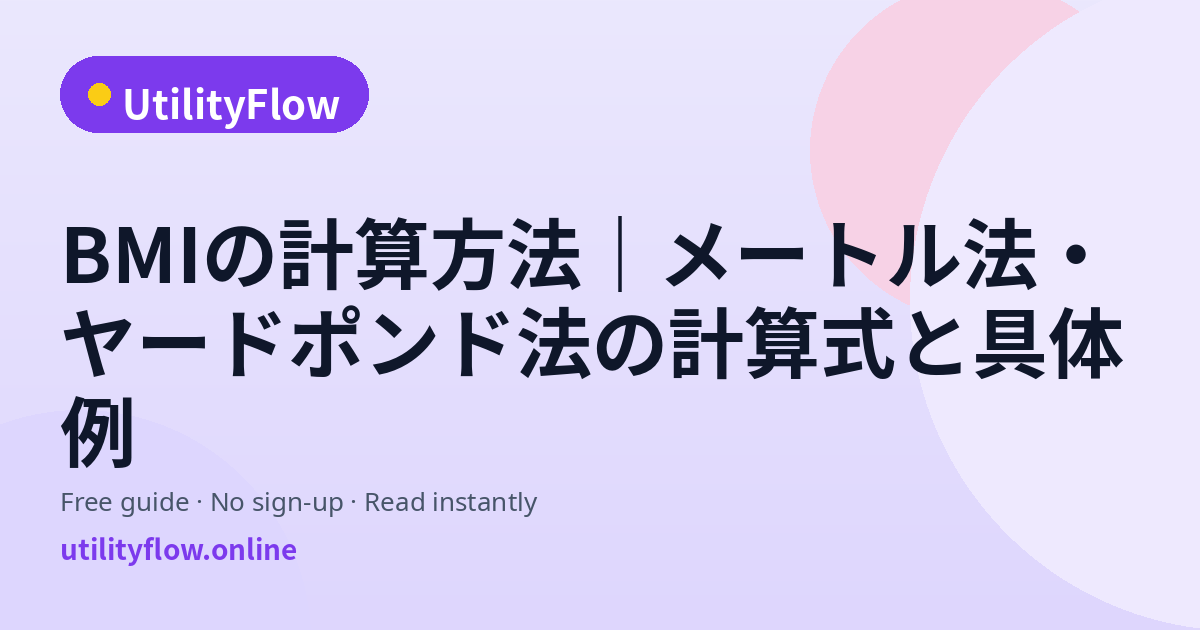 UtilityFlow
BMIの計算方法｜メートル法・
ヤードポンド法の計算式と具体
例
Free guide · No sign-up · Read instantly
utilityflow.online